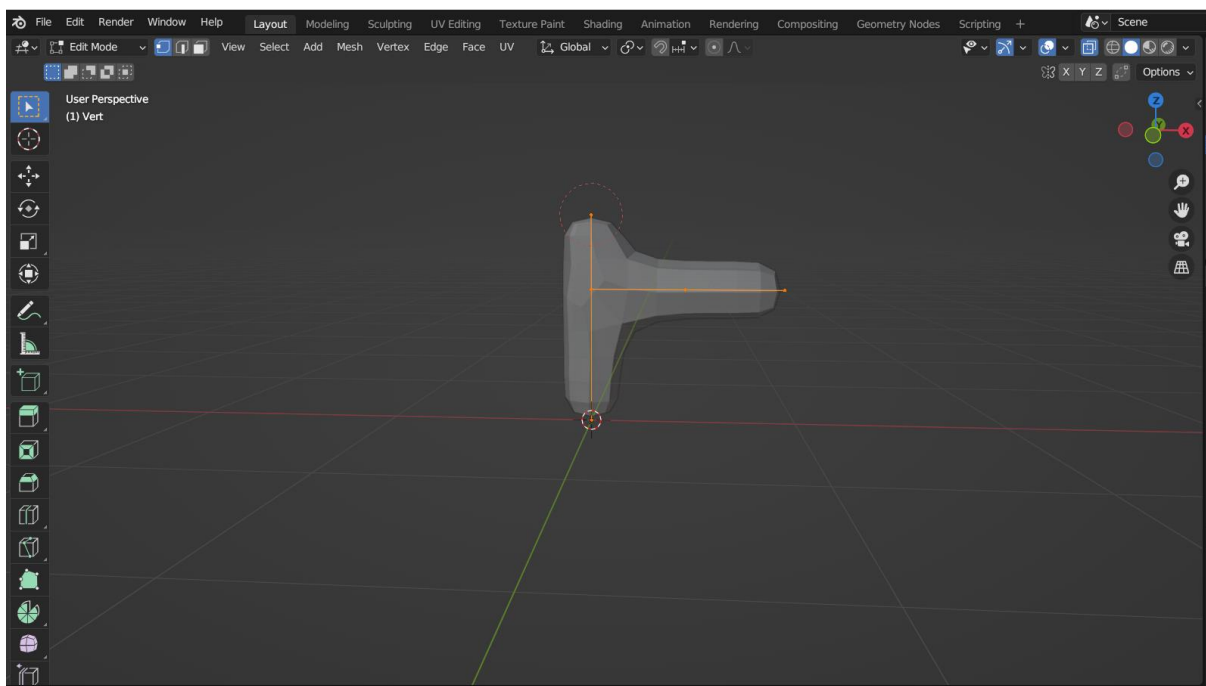 File Edit Render Window Help Layout Modeling Sculpting UV Editing Texture Paint Shading Animation Rendering Compositing Geometry Nodes Scripting + Scene
Edit Mode View Select Add Mesh Vertex Edge Face UV Global
X Y Z Options
User Perspective
(1) Vert
Z
Y
X